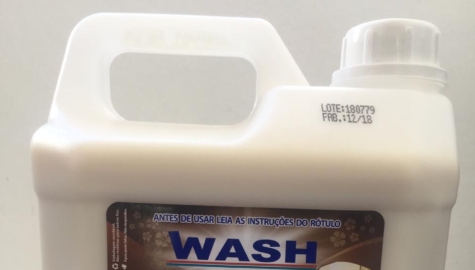 LOTE:180779
FAB.:12/18
ANTES DE USAR LEIA AS INSTRUÇÕES DO RÓTULO
WASH